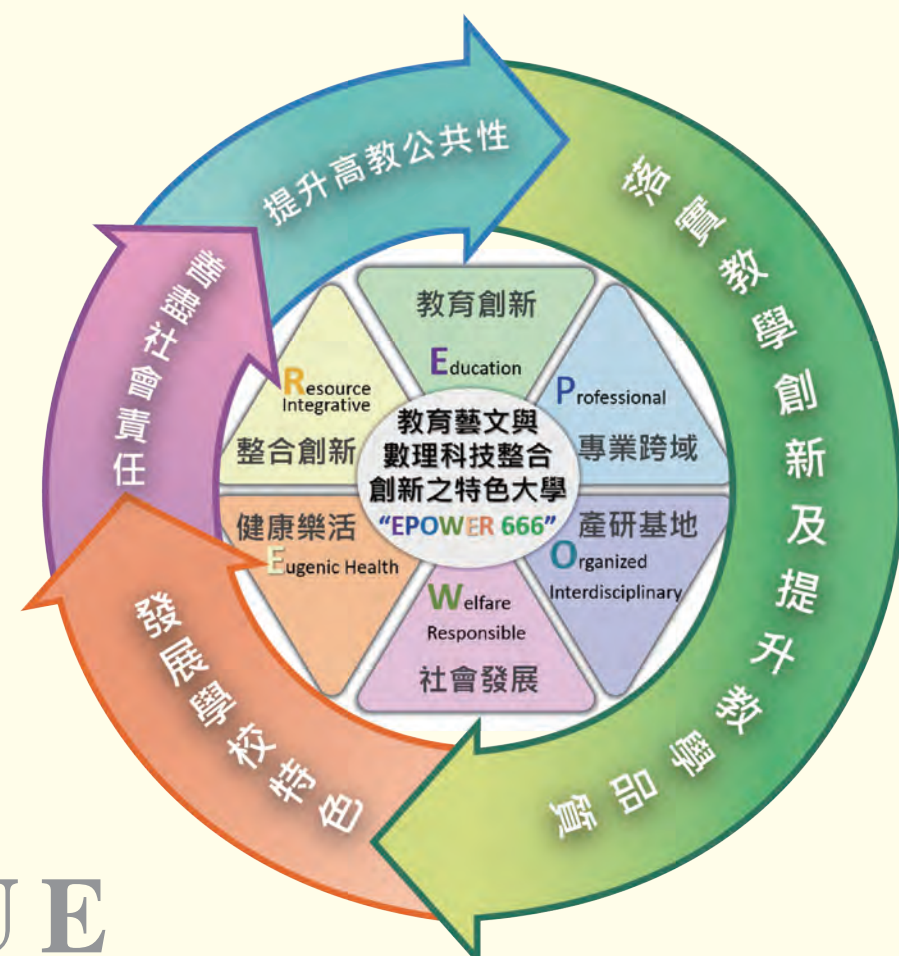 提升高教公共性
落實教學創新及提升教學品質
發展學校特色
善盡社會責任
教育創新
Education
Professional
專業跨域
產研基地
Organized
Interdisciplinary
Welfare
Responsible
社會發展
健康樂活
Eugenic Health
Resource
Integrative
整合創新
教育藝文與
數理科技整合
創新之特色大學
“EPOWER 666”
UE